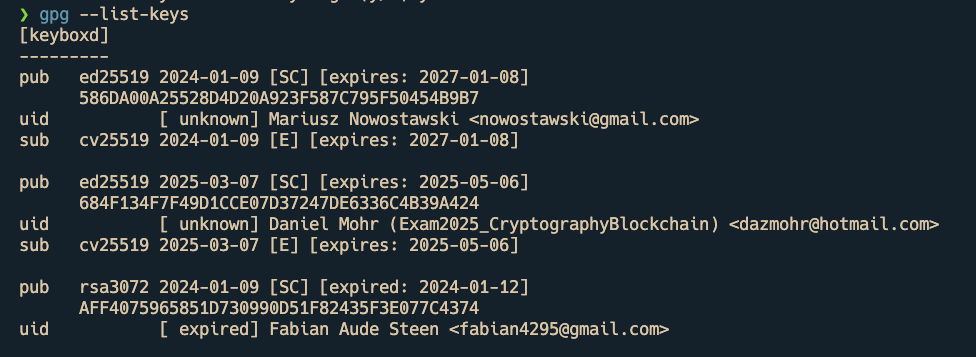 ❯ gpg --list-keys
[keyboxd]
---------
pub   ed25519 2024-01-09 [SC] [expires: 2027-01-08]
      586DA00A25528D4D20A923F587C795F50454B9B7
uid           [ unknown] Mariusz Nowostawski <nowostawski@gmail.com>
sub   cv25519 2024-01-09 [E] [expires: 2027-01-08]

pub   ed25519 2025-03-07 [SC] [expires: 2025-05-06]
      684F134F7F49D1CCE07D37247DE6336C4B39A424
uid           [ unknown] Daniel Mohr (Exam2025_CryptographyBlockchain) <dazmohr@hotmail.com>
sub   cv25519 2025-03-07 [E] [expires: 2025-05-06]

pub   rsa3072 2024-01-09 [SC] [expired: 2024-01-12]
      AFF4075965851D730990D51F82435F3E077C4374
uid           [ expired] Fabian Aude Steen <fabian4295@gmail.com>